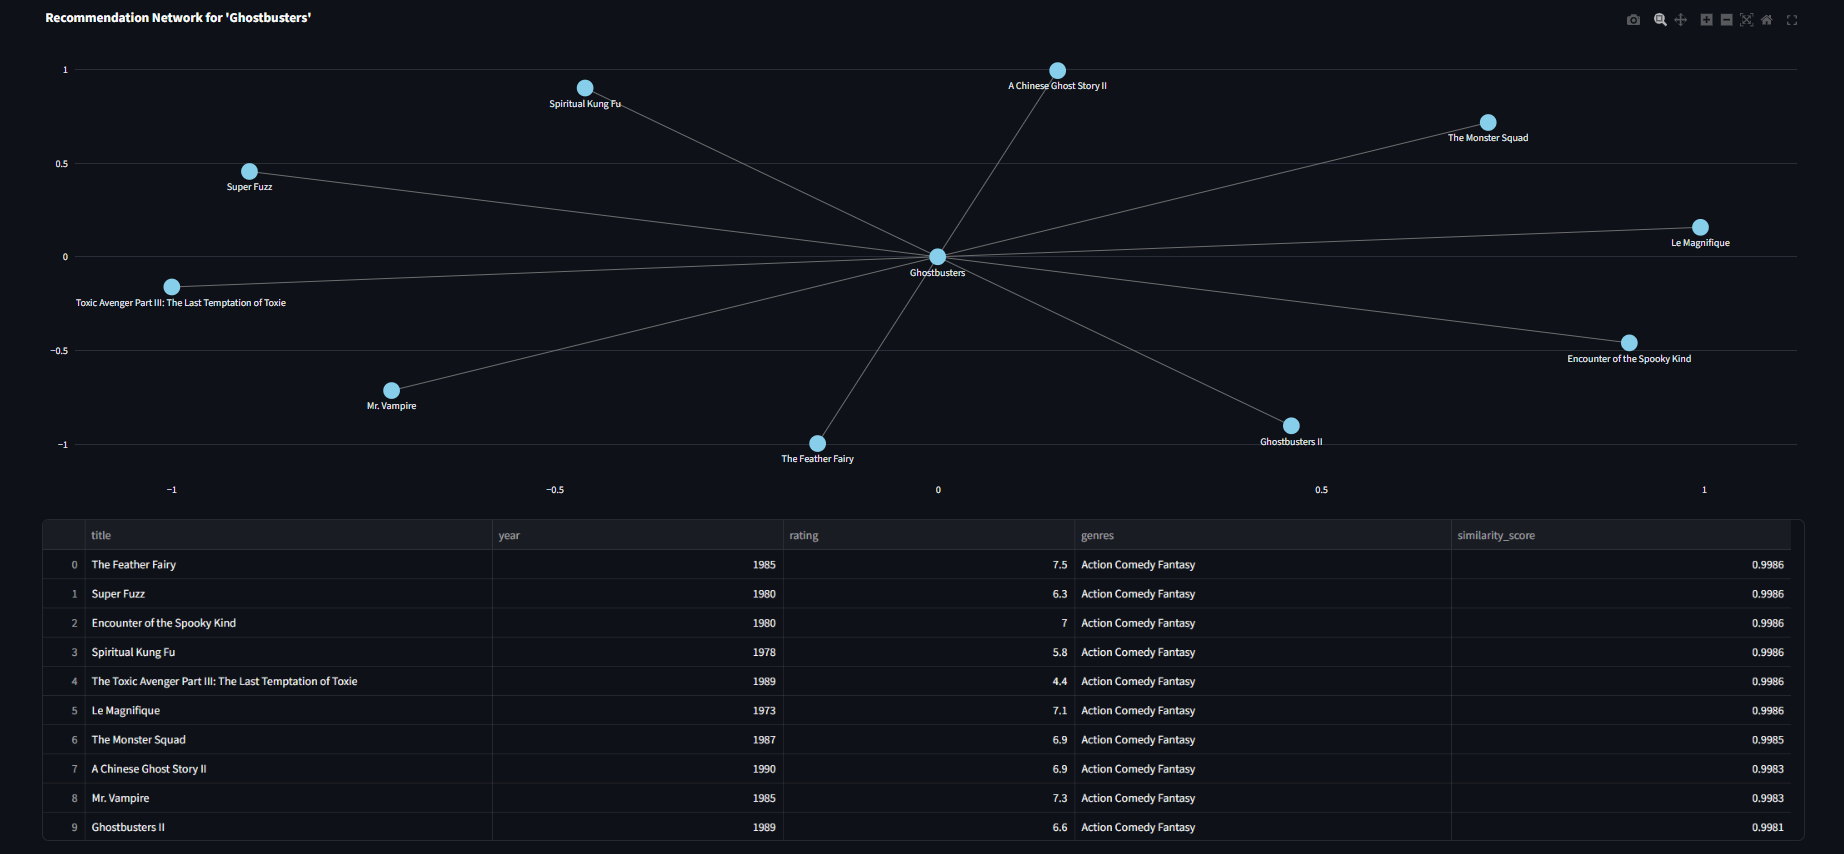 Recommendation Network for 'Ghostbusters'
1
A Chinese Ghost Story II
Spiritual Kung Fu
The Monster Squad
0.5
Super Fuzz
Le Magnifique
0
Ghostbusters
Toxic Avenger Part III: The Last Temptation of Toxie
−0.5
Encounter of the Spooky Kind
Mr. Vampire
Ghostbusters II
−1
The Feather Fairy
−1 −0.5 0 0.5 1
title year rating genres similarity_score
0 The Feather Fairy 1985 7.5 Action Comedy Fantasy 0.9986
1 Super Fuzz 1980 6.3 Action Comedy Fantasy 0.9986
2 Encounter of the Spooky Kind 1980 7 Action Comedy Fantasy 0.9986
3 Spiritual Kung Fu 1978 5.8 Action Comedy Fantasy 0.9986
4 The Toxic Avenger Part III: The Last Temptation of Toxie 1989 4.4 Action Comedy Fantasy 0.9986
5 Le Magnifique 1973 7.1 Action Comedy Fantasy 0.9986
6 The Monster Squad 1987 6.9 Action Comedy Fantasy 0.9985
7 A Chinese Ghost Story II 1990 6.9 Action Comedy Fantasy 0.9983
8 Mr. Vampire 1985 7.3 Action Comedy Fantasy 0.9983
9 Ghostbusters II 1989 6.6 Action Comedy Fantasy 0.9981